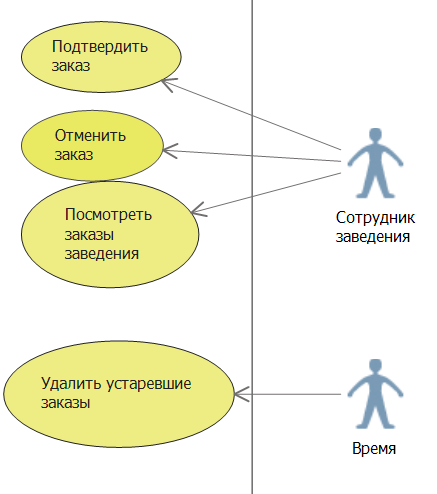 Подтвердить
заказ
Отменить
заказ
Посмотреть
заказы
заведения
Сотрудник
заведения
Удалить устаревшие
заказы
Время